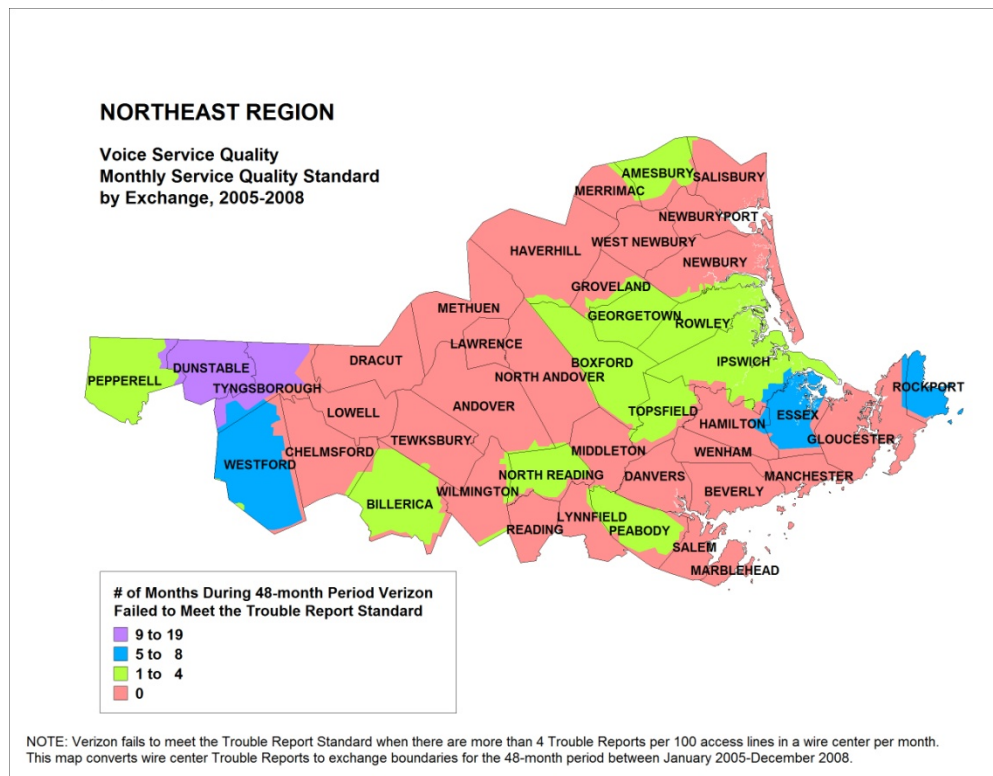 NORTHEAST REGION
Voice Service Quality
Monthly Service Quality Standard
by Exchange, 2005-2008
AMESBURY
SALISBURY
MERRIMAC
NEWBURYPORT
WEST NEWBURY
HAVERHILL
NEWBURY
GROVELAND
METHUEN
GEORGETOWN
ROWLEY
LAWRENCE
DRACUT
BOXFORD
IPSWICH
DUNSTABLE
PEPPERELL
NORTH ANDOVER
TYNGSBOROUGH
ROCKPORT
ANDOVER
LOWELL
TOPSFIELD
ESSEX
HAMILTON
TEWKSBURY
GLOUCESTER
CHELMSFORD
MIDDLETON
WENHAM
WESTFORD
NORTH READING
DANVERS
MANCHESTER
WILMINGTON
BEVERLY
BILLERICA
LYNNFIELD
READING
PEABODY
SALEM
MARBLEHEAD
# of Months During 48-month Period Verizon
Failed to Meet the Trouble Report Standard
9 to 19
5 to 8
1 to 4
0
NOTE: Verizon fails to meet the Trouble Report Standard when there are more than 4 Trouble Reports per 100 access lines in a wire center per month.
This map converts wire center Trouble Reports to exchange boundaries for the 48-month period between January 2005-December 2008.